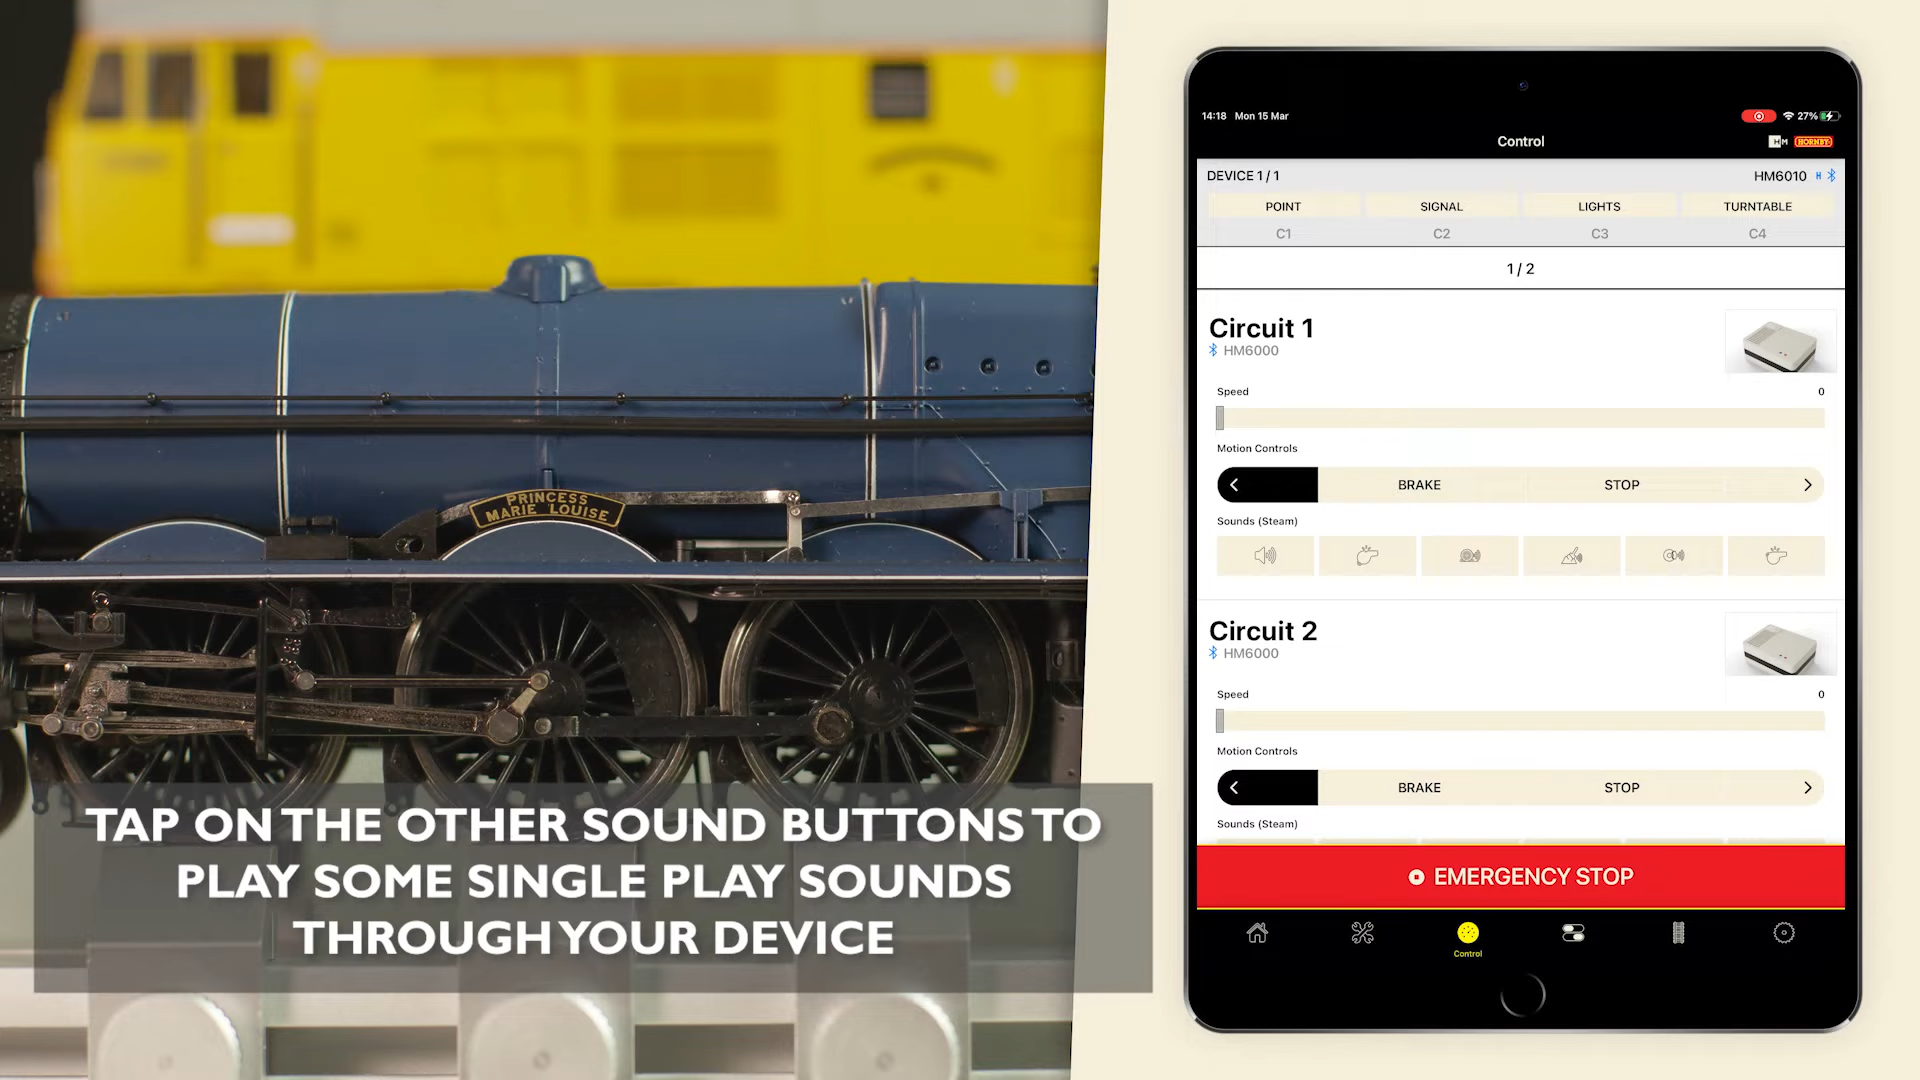 PRINCESS
MARIE LOUISE
TAP ON THE OTHER SOUND BUTTONS TO
PLAY SOME SINGLE PLAY SOUNDS
THROUGH YOUR DEVICE
14:18 Mon 15 Mar
27%
Control
HM HORNBY
DEVICE 1 / 1
HM6010
POINT SIGNAL LIGHTS TURNTABLE
C1 C2 C3 C4
1 / 2
Circuit 1
HM6000
Speed 0
Motion Controls
BRAKE STOP
Sounds (Steam)
Circuit 2
HM6000
Speed 0
Motion Controls
BRAKE STOP
Sounds (Steam)
EMERGENCY STOP
Control